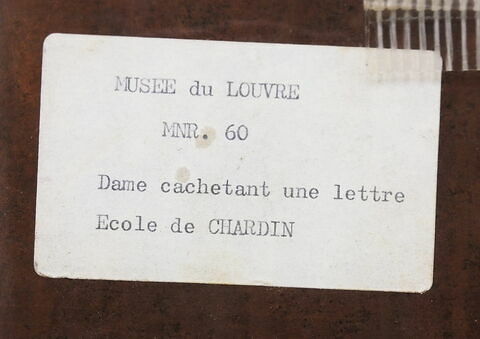 MUSEE du LOUVRE
MNR. 60
Dame cachetant une lettre
Ecole de CHARDIN